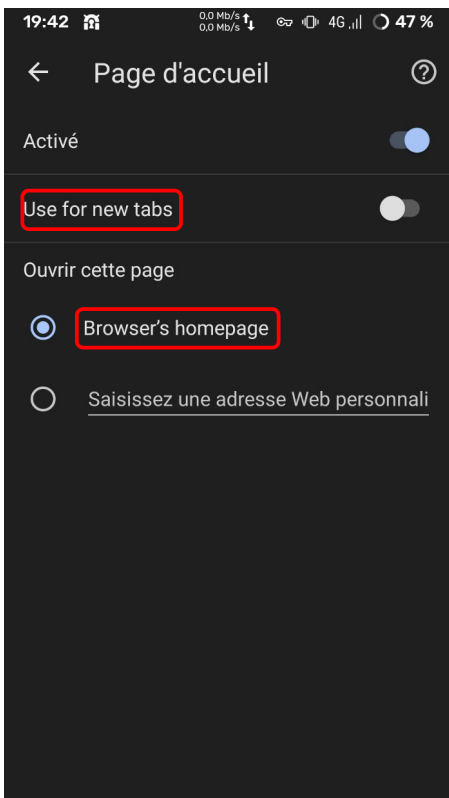 19:42 0,0 Mb/s 4G 47 %
0,0 Mb/s
Page d'accueil
Activé
Use for new tabs
Ouvrir cette page
Browser's homepage
Saisissez une adresse Web personnali